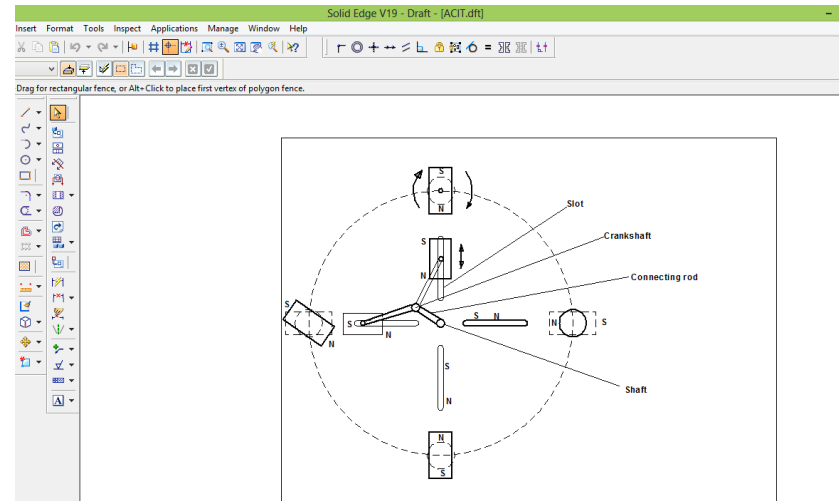 Solid Edge V19 - Draft - [ACIT.dft]
Insert Format Tools Inspect Applications Manage Window Help
Drag for rectangular fence, or Alt+Click to place first vertex of polygon fence.
S
N
Slot
S
Crankshaft
N
Connecting rod
S
S
S N
N
S
N
N
S
Shaft
N
N
S
A